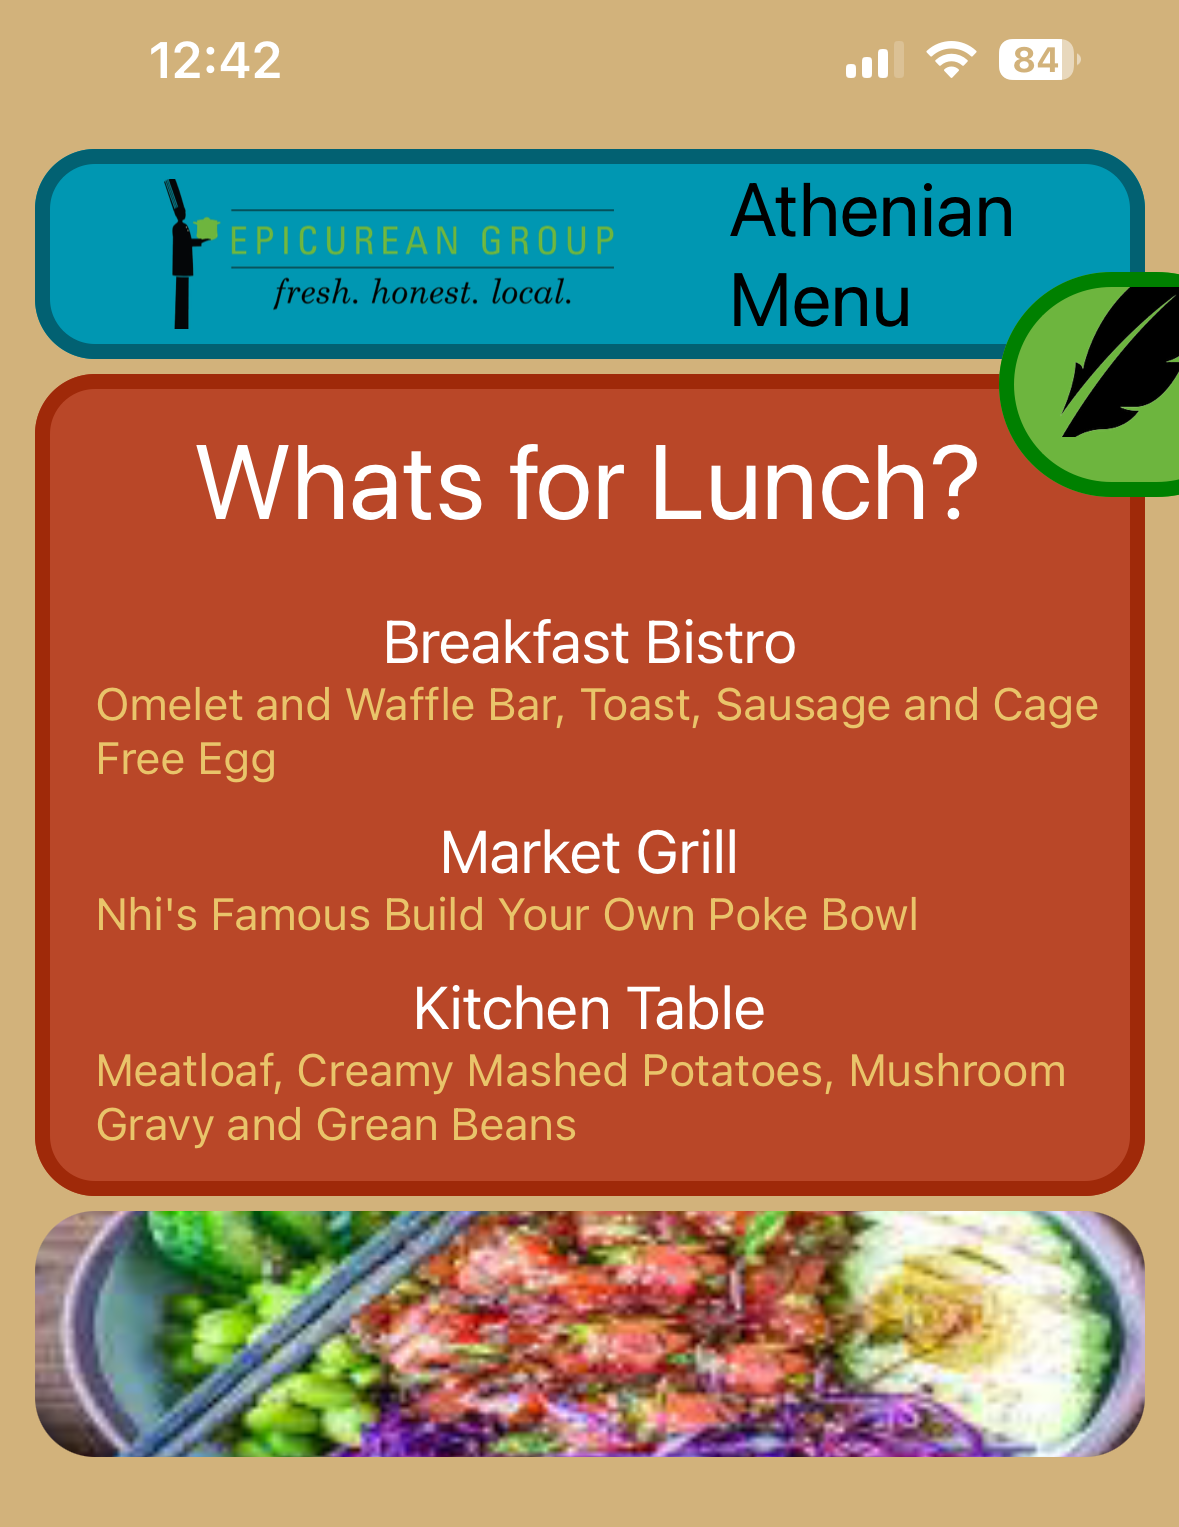 12:42
84
EPICUREAN GROUP
fresh. honest. local.
Athenian
Menu
Whats for Lunch?
Breakfast Bistro
Omelet and Waffle Bar, Toast, Sausage and Cage
Free Egg
Market Grill
Nhi's Famous Build Your Own Poke Bowl
Kitchen Table
Meatloaf, Creamy Mashed Potatoes, Mushroom
Gravy and Grean Beans